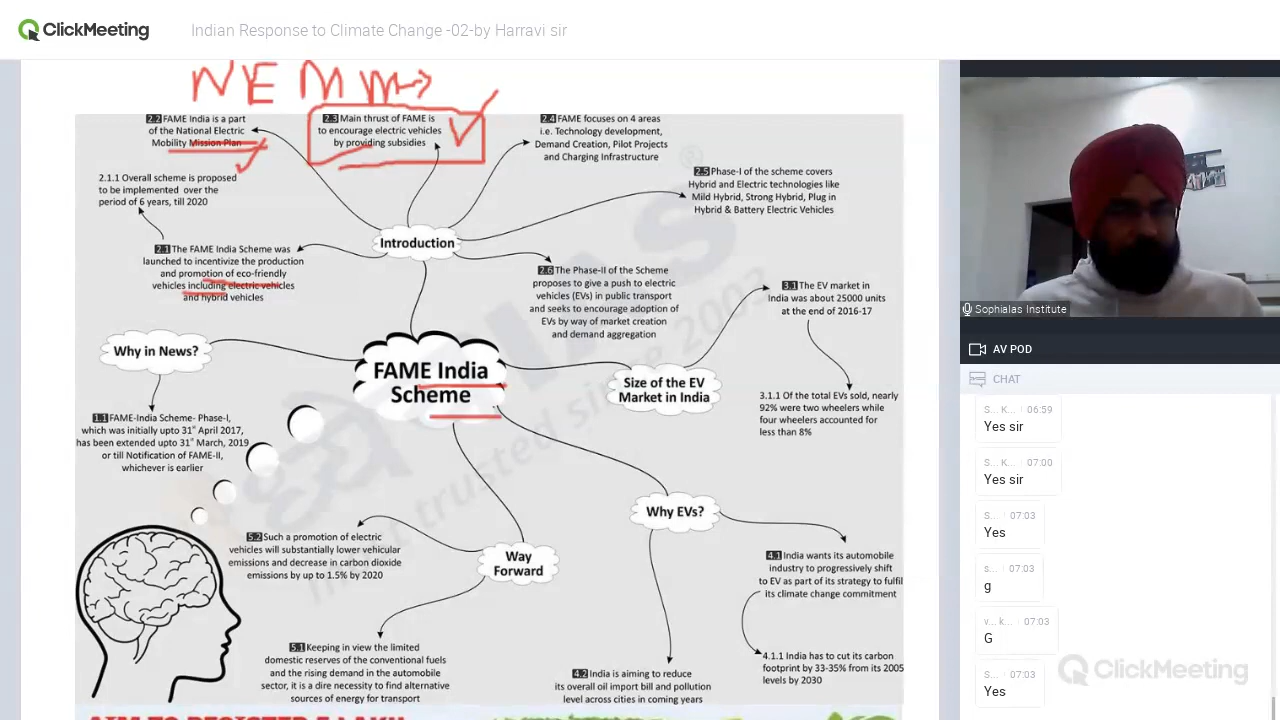 ClickMeeting
Indian Response to Climate Change -02-by Harravi sir
NEMM
2.2 FAME India is a part
of the National Electric
Mobility Mission Plan
2.3 Main thrust of FAME is
to encourage electric vehicles
by providing subsidies
2.4 FAME focuses on 4 areas
i.e. Technology development,
Demand Creation, Pilot Projects
and Charging Infrastructure
2.1.1 Overall scheme is proposed
to be implemented over the
period of 6 years, till 2020
2.5 Phase-I of the scheme covers
Hybrid and Electric technologies like
Mild Hybrid, Strong Hybrid, Plug in
Hybrid & Battery Electric Vehicles
Introduction
2.1 The FAME India Scheme was
launched to incentivize the production
and promotion of eco-friendly
vehicles including electric vehicles
and hybrid vehicles
2.6 The Phase-II of the Scheme
proposes to give a push to electric
vehicles (EVs) in public transport
and seeks to encourage adoption of
EVs by way of market creation
and demand aggregation
3.1 The EV market in
India was about 25000 units
at the end of 2016-17
Why in News?
FAME India
Scheme
Size of the EV
Market in India
3.1.1 Of the total EVs sold, nearly
92% were two wheelers while
four wheelers accounted for
less than 8%
1.1 FAME-India Scheme- Phase-I,
which was initially upto 31st April 2017,
has been extended upto 31st March, 2019
or till Notification of FAME-II,
whichever is earlier
Why EVs?
5.2 Such a promotion of electric
vehicles will substantially lower vehicular
emissions and decrease in carbon dioxide
emissions by up to 1.5% by 2020
Way
Forward
4.1 India wants its automobile
industry to progressively shift
to EV as part of its strategy to fulfil
its climate change commitment
5.1 Keeping in view the limited
domestic reserves of the conventional fuels
and the rising demand in the automobile
sector, it is a dire necessity to find alternative
sources of energy for transport
4.2 India is aiming to reduce
its overall oil import bill and pollution
level across cities in coming years
4.1.1 India has to cut its carbon
footprint by 33-35% from its 2005
levels by 2030
Sophialas Institute
AV POD
CHAT
S... K... 06:59
Yes sir
S... K... 07:00
Yes sir
S... 07:03
Yes
s... 07:03
g
v... k... 07:03
G
S... 07:03
Yes
ClickMeeting